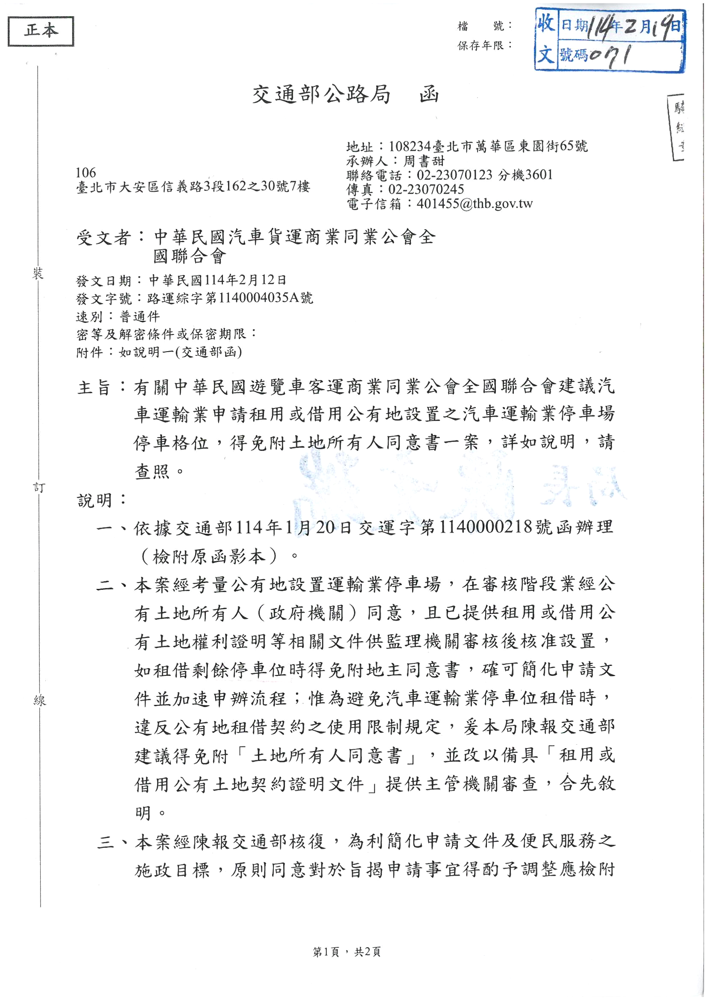 正本
檔　　號：
保存年限：
收文
日期114年2月19日
號碼071
交通部公路局　函
地址：108234臺北市萬華區東園街65號
承辦人：周書甜
聯絡電話：02-23070123 分機3601
傳真：02-23070245
電子信箱：401455@thb.gov.tw
106
臺北市大安區信義路3段162之30號7樓
受文者：中華民國汽車貨運商業同業公會全
國聯合會
發文日期：中華民國114年2月12日
發文字號：路運綜字第1140004035A號
速別：普通件
密等及解密條件或保密期限：
附件：如說明一(交通部函)
主旨：有關中華民國遊覽車客運商業同業公會全國聯合會建議汽
車運輸業申請租用或借用公有地設置之汽車運輸業停車場
停車格位，得免附土地所有人同意書一案，詳如說明，請
查照。
說明：
一、依據交通部114年1月20日交運字第1140000218號函辦理
（檢附原函影本）。
二、本案經考量公有地設置運輸業停車場，在審核階段業經公
有土地所有人（政府機關）同意，且已提供租用或借用公
有土地權利證明等相關文件供監理機關審核後核准設置，
如租借剩餘停車位時得免附地主同意書，確可簡化申請文
件並加速申辦流程；惟為避免汽車運輸業停車位租借時，
違反公有地租借契約之使用限制規定，爰本局陳報交通部
建議得免附「土地所有人同意書」，並改以備具「租用或
借用公有土地契約證明文件」提供主管機關審查，合先敘
明。
三、本案經陳報交通部核復，為利簡化申請文件及便民服務之
施政目標，原則同意對於旨揭申請事宜得酌予調整應檢附
裝
訂
線
第1頁，共2頁